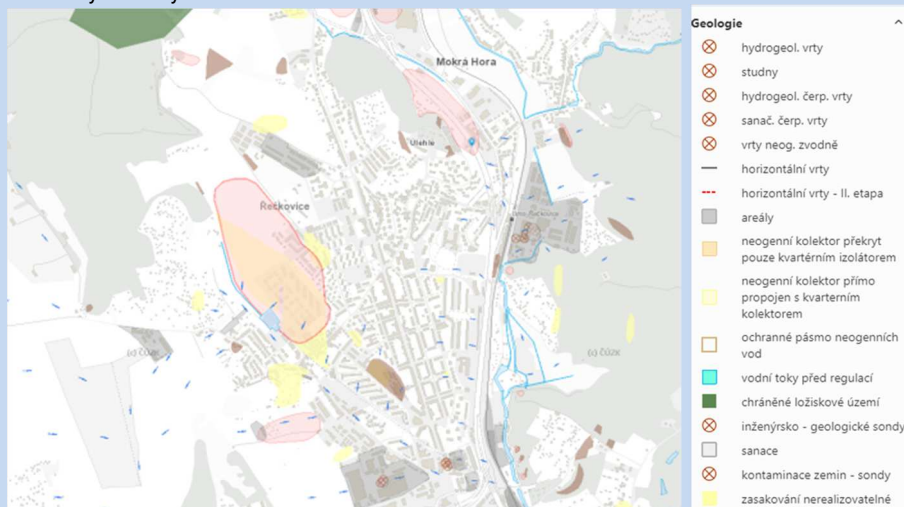 Mokrá Hora
Ulehle
Řečkovice
(c) ČÚZK
(c) ČÚZK
Geologie
hydrogeol. vrty
studny
hydrogeol. čerp. vrty
sanač. čerp. vrty
vrty neog. zvodně
horizontální vrty
horizontální vrty - II. etapa
areály
neogenní kolektor překryt
pouze kvartérním izolátorem
neogenní kolektor přímo
propojen s kvarterním
kolektorem
ochranné pásmo neogenních
vod
vodní toky před regulací
chráněné ložiskové území
inženýrsko - geologické sondy
sanace
kontaminace zemin - sondy
zasakování nerealizovatelné